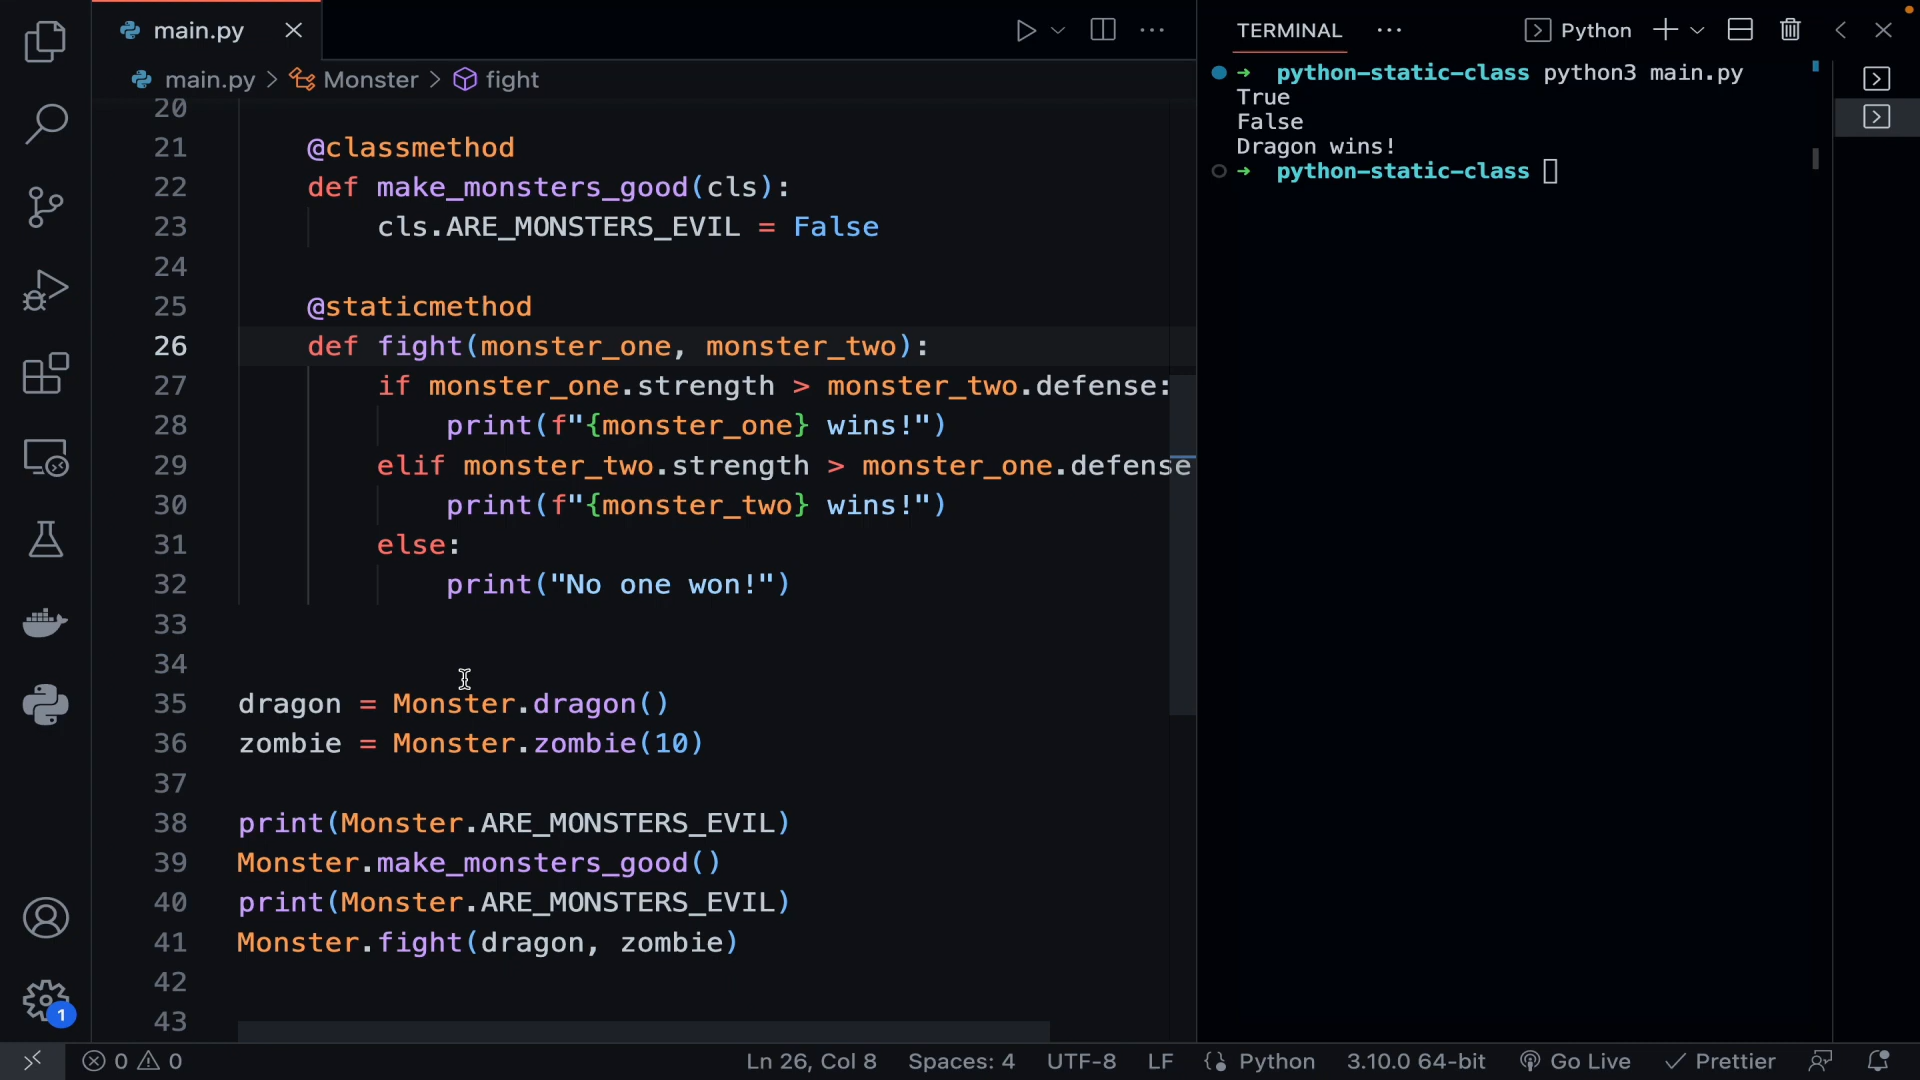 main.py
TERMINAL
Python
main.py > Monster > fight
20
21 @classmethod
22 def make_monsters_good(cls):
23 cls.ARE_MONSTERS_EVIL = False
24
25 @staticmethod
26 def fight(monster_one, monster_two):
27 if monster_one.strength > monster_two.defense:
28 print(f"{monster_one} wins!")
29 elif monster_two.strength > monster_one.defense
30 print(f"{monster_two} wins!")
31 else:
32 print("No one won!")
33
34
35 dragon = Monster.dragon()
36 zombie = Monster.zombie(10)
37
38 print(Monster.ARE_MONSTERS_EVIL)
39 Monster.make_monsters_good()
40 print(Monster.ARE_MONSTERS_EVIL)
41 Monster.fight(dragon, zombie)
42
43
→ python-static-class python3 main.py
True
False
Dragon wins!
→ python-static-class
1
0 0
Ln 26, Col 8 Spaces: 4 UTF-8 LF Python 3.10.0 64-bit Go Live Prettier